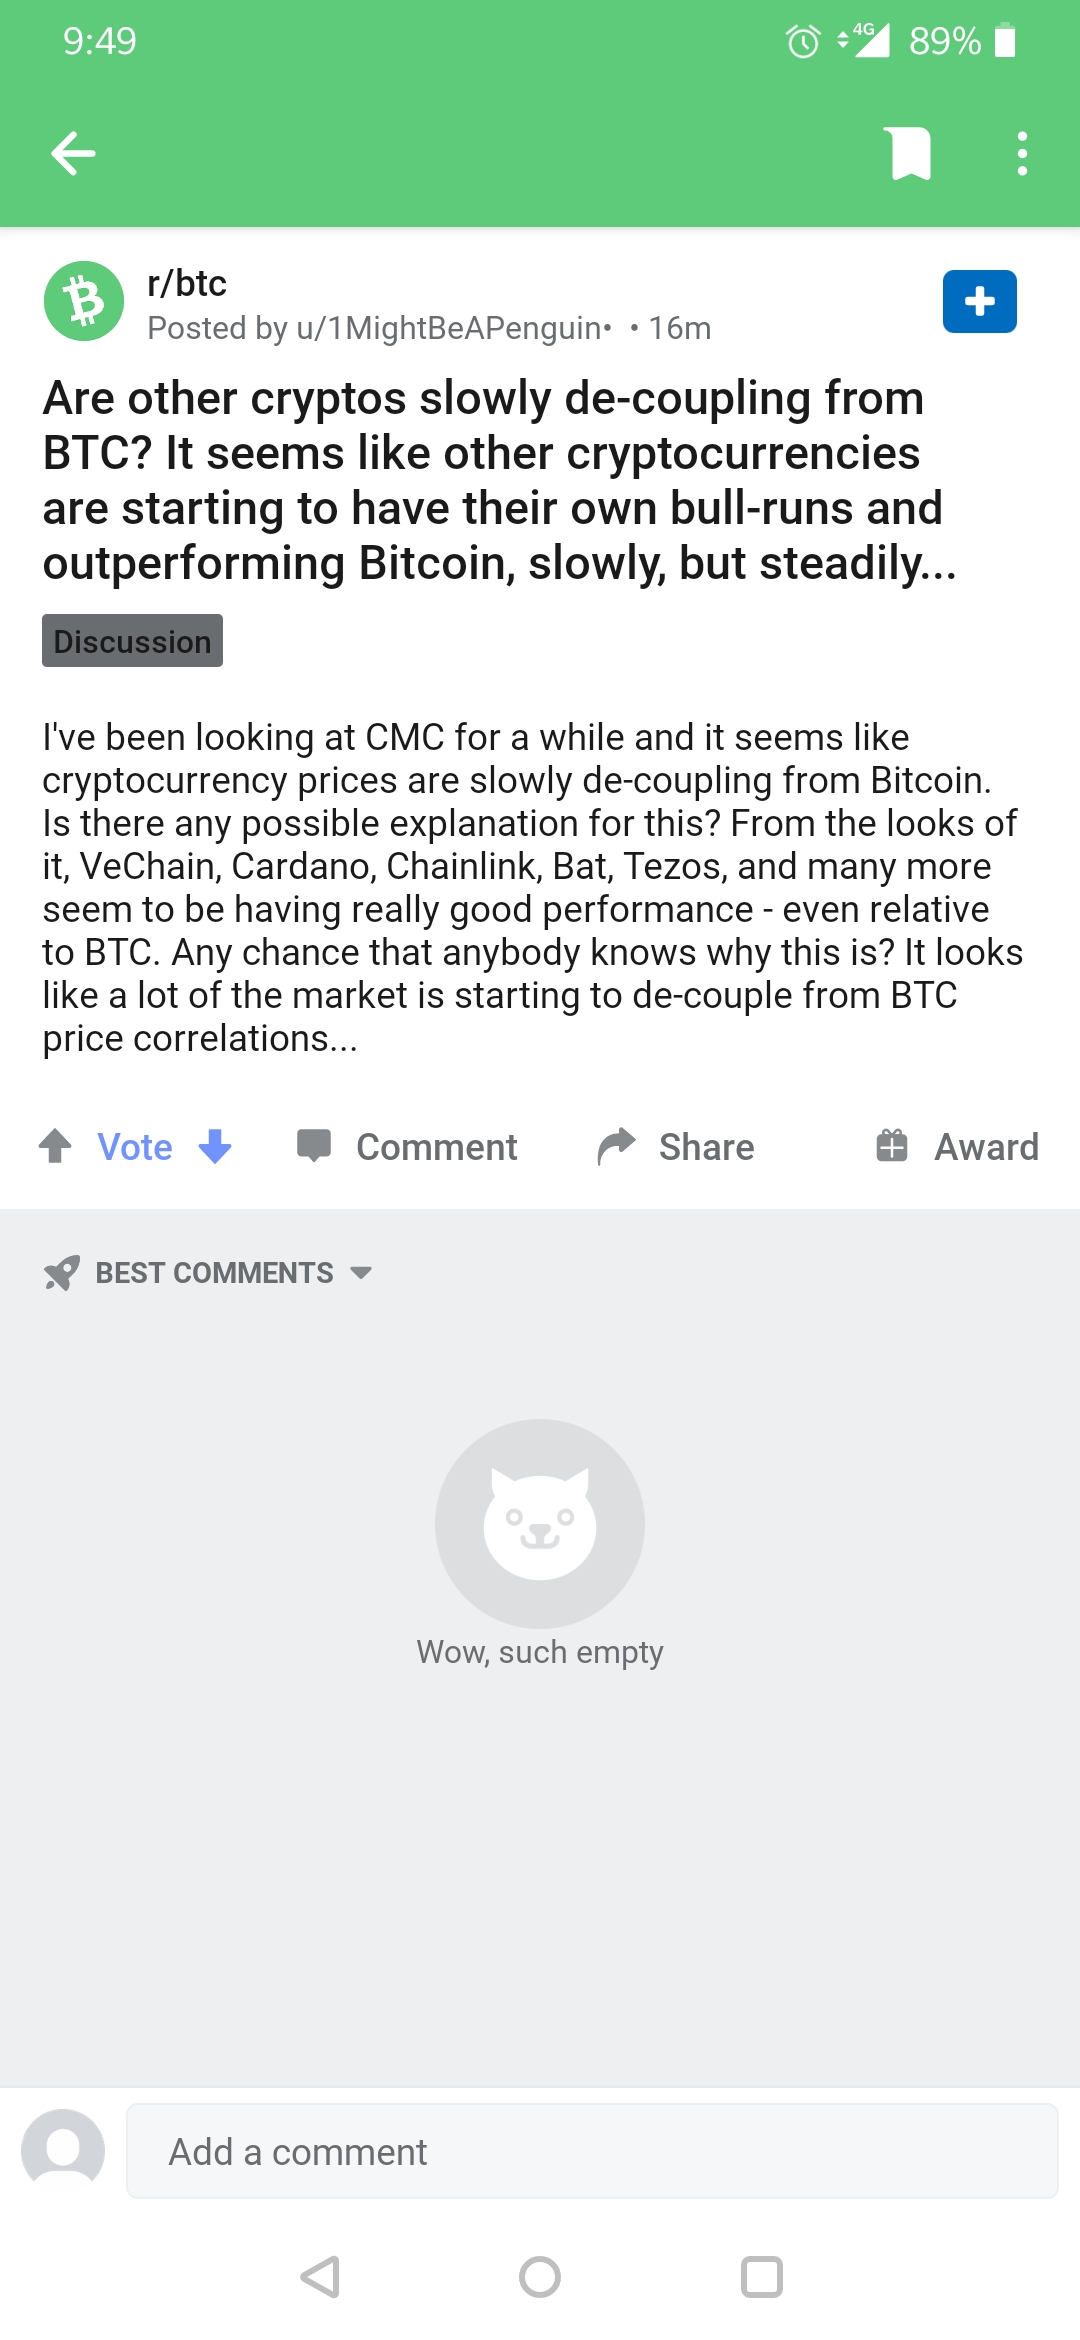 9:49
4G 89%
r/btc
Posted by u/1MightBeAPenguin• • 16m
Are other cryptos slowly de-coupling from
BTC? It seems like other cryptocurrencies
are starting to have their own bull-runs and
outperforming Bitcoin, slowly, but steadily...
Discussion
I've been looking at CMC for a while and it seems like
cryptocurrency prices are slowly de-coupling from Bitcoin.
Is there any possible explanation for this? From the looks of
it, VeChain, Cardano, Chainlink, Bat, Tezos, and many more
seem to be having really good performance - even relative
to BTC. Any chance that anybody knows why this is? It looks
like a lot of the market is starting to de-couple from BTC
price correlations...
Vote Comment Share Award
BEST COMMENTS
Wow, such empty
Add a comment